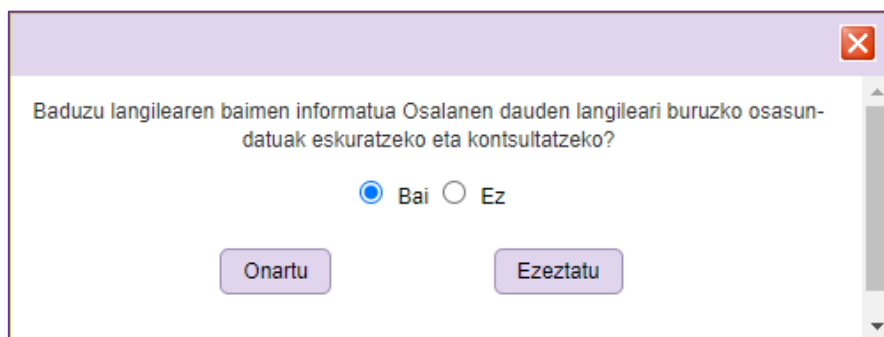 Baduzu langilearen baimen informatua Osalanen dauden langileari buruzko osasun-
datuak eskuratzeko eta kontsultatzeko?
Bai Ez
Onartu Ezeztatu